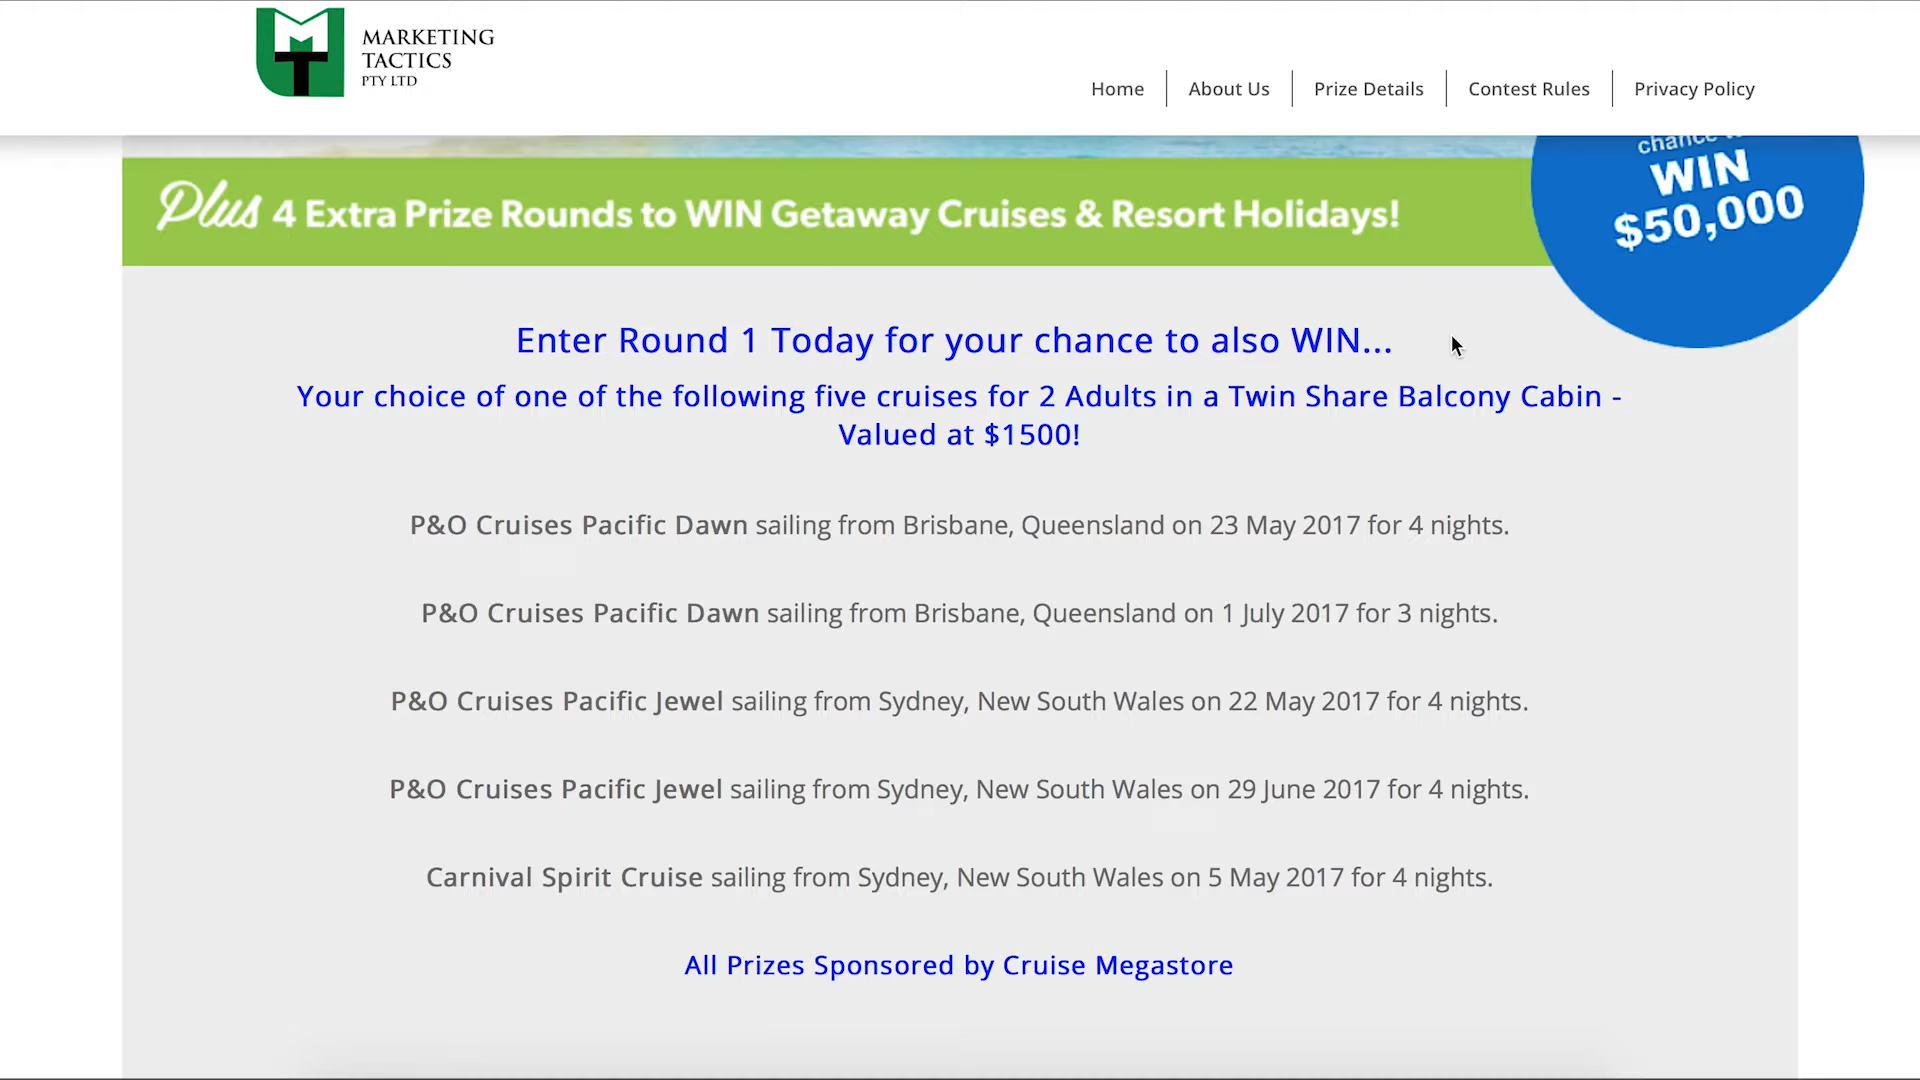 MARKETING
TACTICS
PTY LTD
Home
About Us
Prize Details
Contest Rules
Privacy Policy
WIN
$50,000
Plus 4 Extra Prize Rounds to WIN Getaway Cruises & Resort Holidays!
Enter Round 1 Today for your chance to also WIN...
Your choice of one of the following five cruises for 2 Adults in a Twin Share Balcony Cabin -
Valued at $1500!
P&O Cruises Pacific Dawn sailing from Brisbane, Queensland on 23 May 2017 for 4 nights.
P&O Cruises Pacific Dawn sailing from Brisbane, Queensland on 1 July 2017 for 3 nights.
P&O Cruises Pacific Jewel sailing from Sydney, New South Wales on 22 May 2017 for 4 nights.
P&O Cruises Pacific Jewel sailing from Sydney, New South Wales on 29 June 2017 for 4 nights.
Carnival Spirit Cruise sailing from Sydney, New South Wales on 5 May 2017 for 4 nights.
All Prizes Sponsored by Cruise Megastore